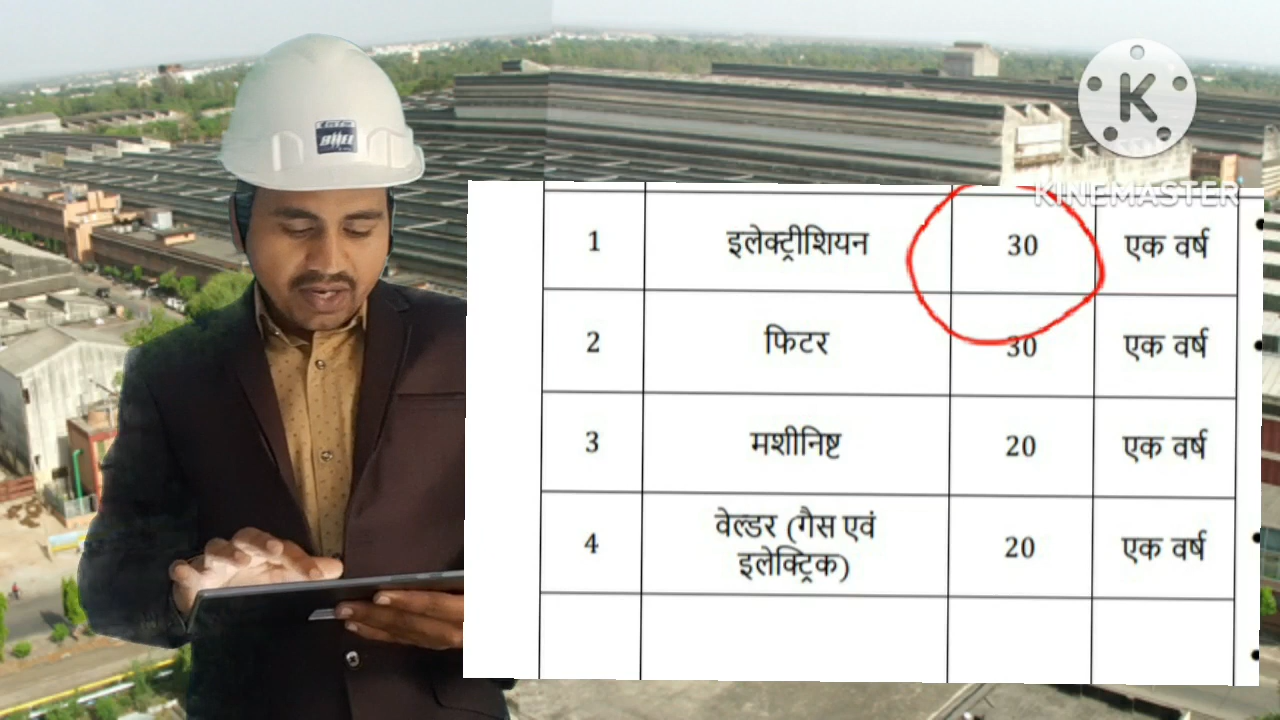 BHEL
K
KINEMASTER
1 इलेक्ट्रीशियन 30 एक वर्ष
2 फिटर 30 एक वर्ष
3 मशीनिष्ट 20 एक वर्ष
4 वेल्डर (गैस एवं
इलेक्ट्रिक) 20 एक वर्ष